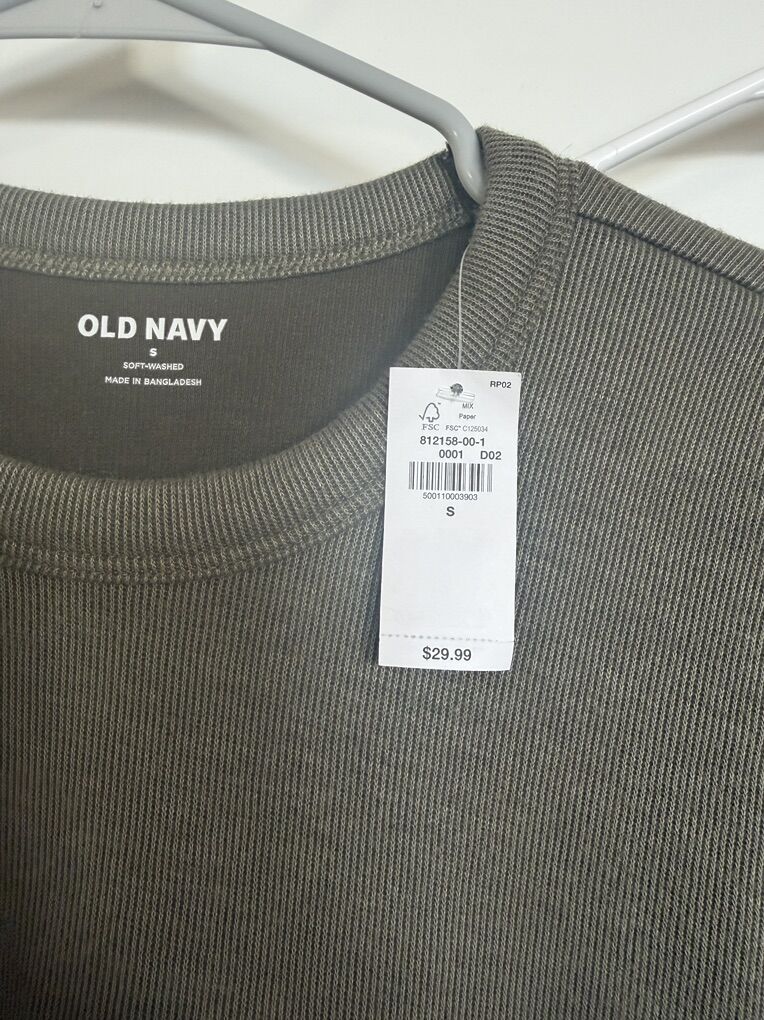 OLD NAVY
S
SOFT-WASHED
MADE IN BANGLADESH
RP02
MIX
Paper
FSC™
FSC® C125034
812158-00-1
0001 D02
500110003903
S
$29.99